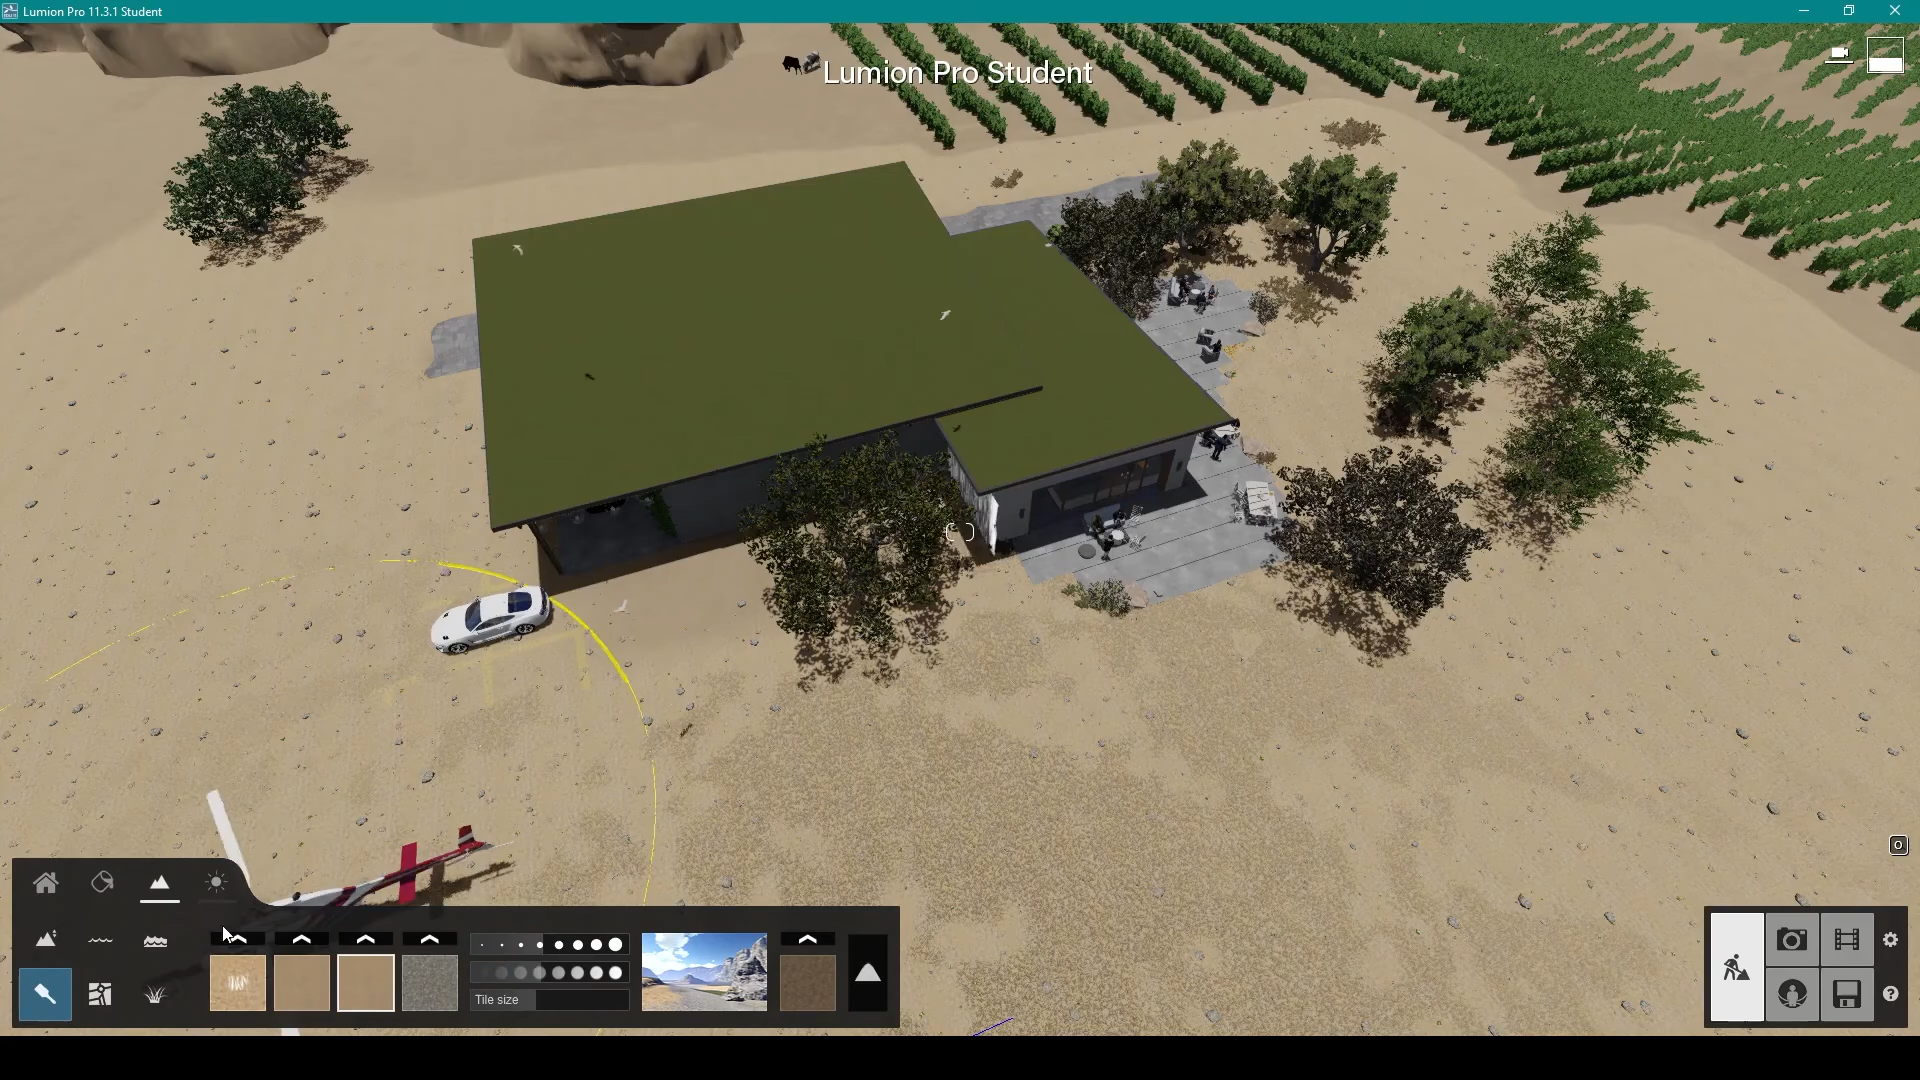 Lumion Pro 11.3.1 Student
Lumion Pro Student
O
Tile size
?